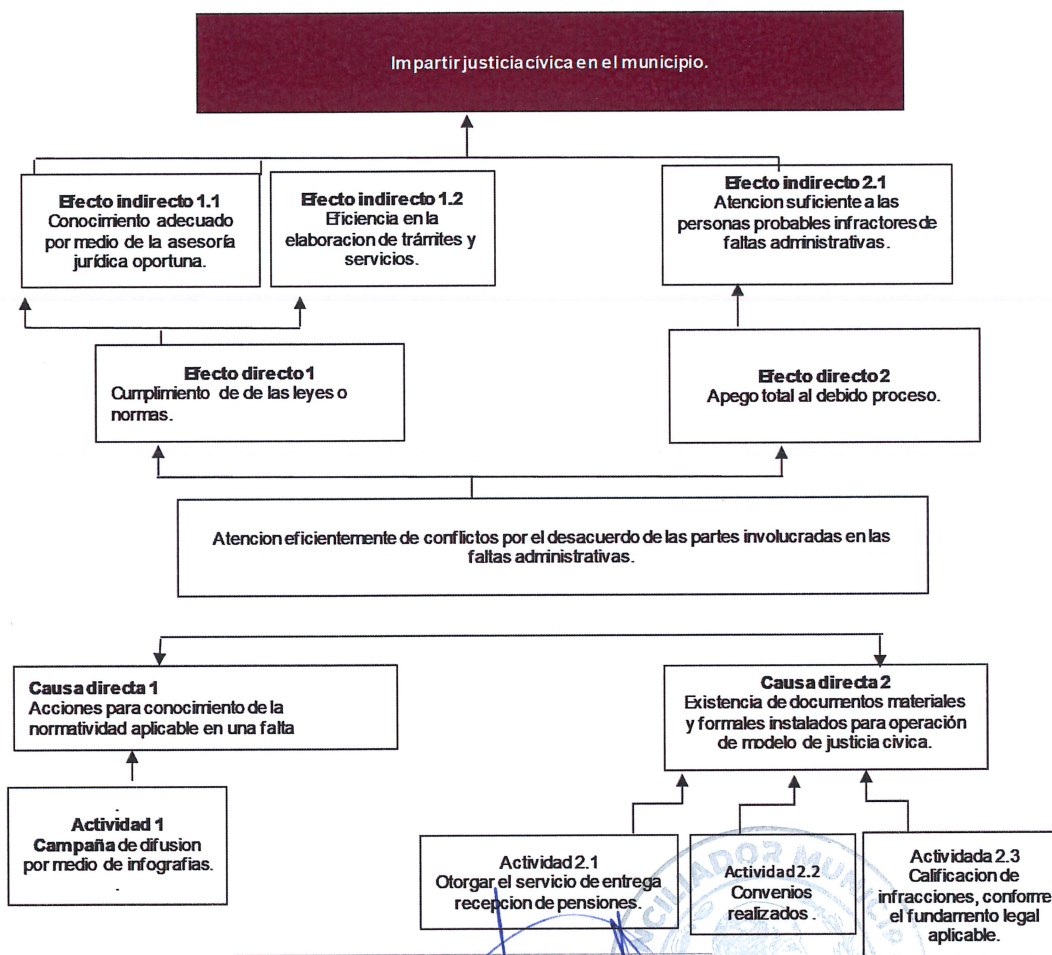 Impartir justicia cívica en el municipio.
Efecto indirecto 1.1
Conocimiento adecuado
por medio de la asesoría
jurídica oportuna.
Efecto indirecto 1.2
Eficiencia en la
elaboracion de trámites y
servicios.
Efecto indirecto 2.1
Atencion suficiente a las
personas probables infractores de
faltas administrativas.
Efecto directo 1
Cumplimiento de de las leyes o
normas.
Efecto directo 2
Apego total al debido proceso.
Atencion eficientemente de conflictos por el desacuerdo de las partes involucradas en las
faltas administrativas.
Causa directa 1
Acciones para conocimiento de la
normatividad aplicable en una falta
Causa directa 2
Existencia de documentos materiales
y formales instalados para operación
de modelo de justicia cívica.
.
Actividad 1
Campaña de difusion
por medio de infografias.
.
Actividad 2.1
Otorgar el servicio de entrega
recepcion de pensiones.
Actividad 2.2
Convenios
realizados .
Actividada 2.3
Calificacion de
infracciones, conforme
el fundamento legal
aplicable.